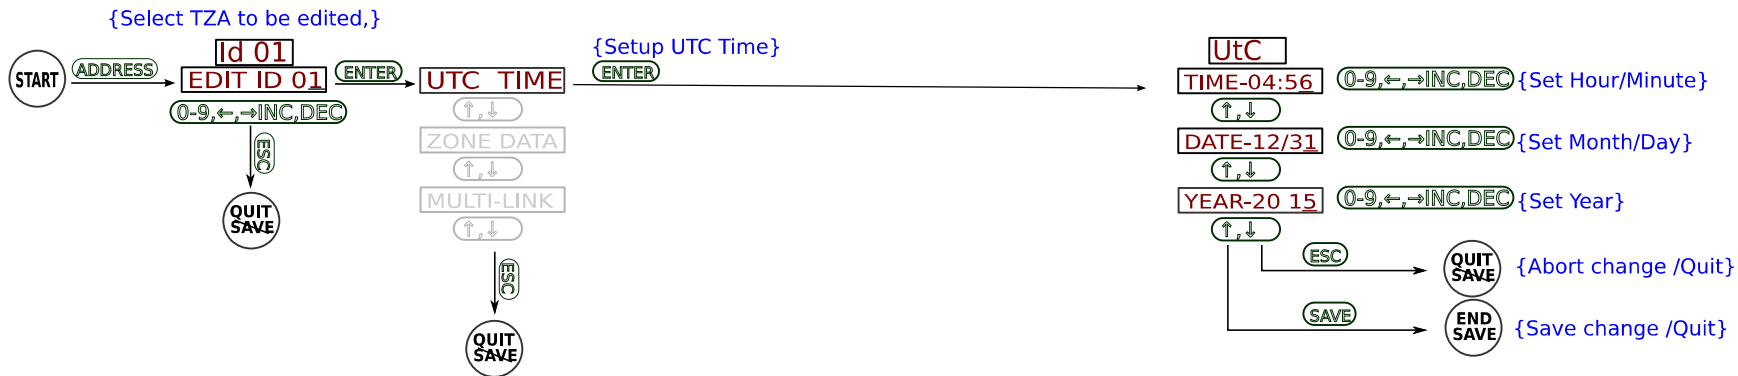 {Select TZA to be edited,}
START
ADDRESS
Id 01
EDIT ID 01
0-9,←,→INC,DEC
ESC
QUIT
SAVE
ENTER
UTC TIME
↑,↓
ZONE DATA
↑,↓
MULTI-LINK
↑,↓
ESC
QUIT
SAVE
{Setup UTC Time}
ENTER
UtC
TIME-04:56
0-9,←,→INC,DEC
{Set Hour/Minute}
↑,↓
DATE-12/31
0-9,←,→INC,DEC
{Set Month/Day}
↑,↓
YEAR-20 15
0-9,←,→INC,DEC
{Set Year}
↑,↓
ESC
QUIT
SAVE
{Abort change /Quit}
SAVE
END
SAVE
{Save change /Quit}